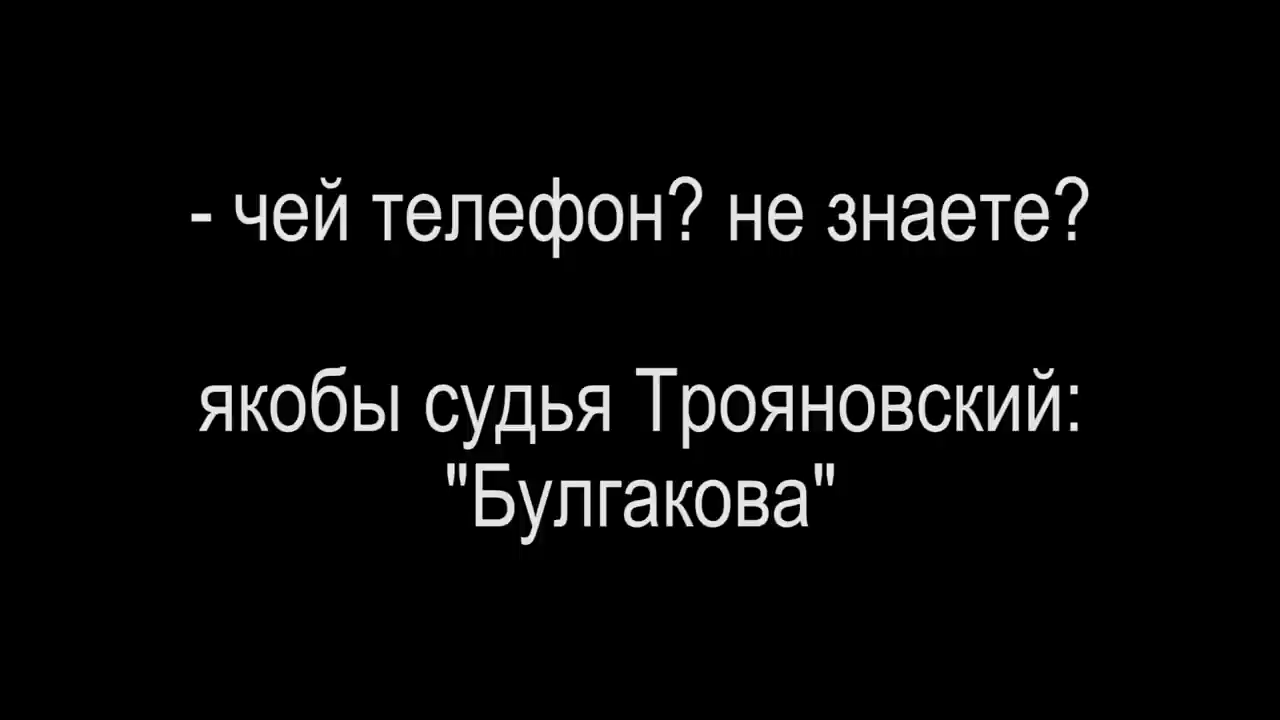 - чей телефон? не знаете?
якобы судья Трояновский:
"Булгакова"